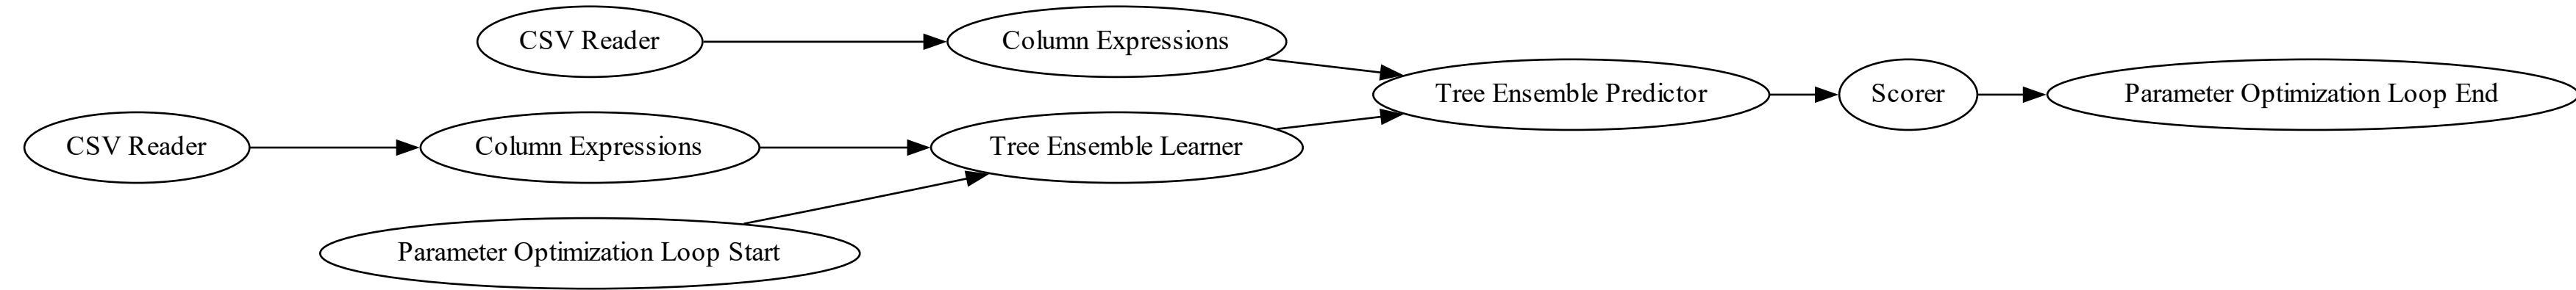 CSV Reader
Column Expressions
Tree Ensemble Predictor
Scorer
Parameter Optimization Loop End
CSV Reader
Column Expressions
Tree Ensemble Learner
Parameter Optimization Loop Start